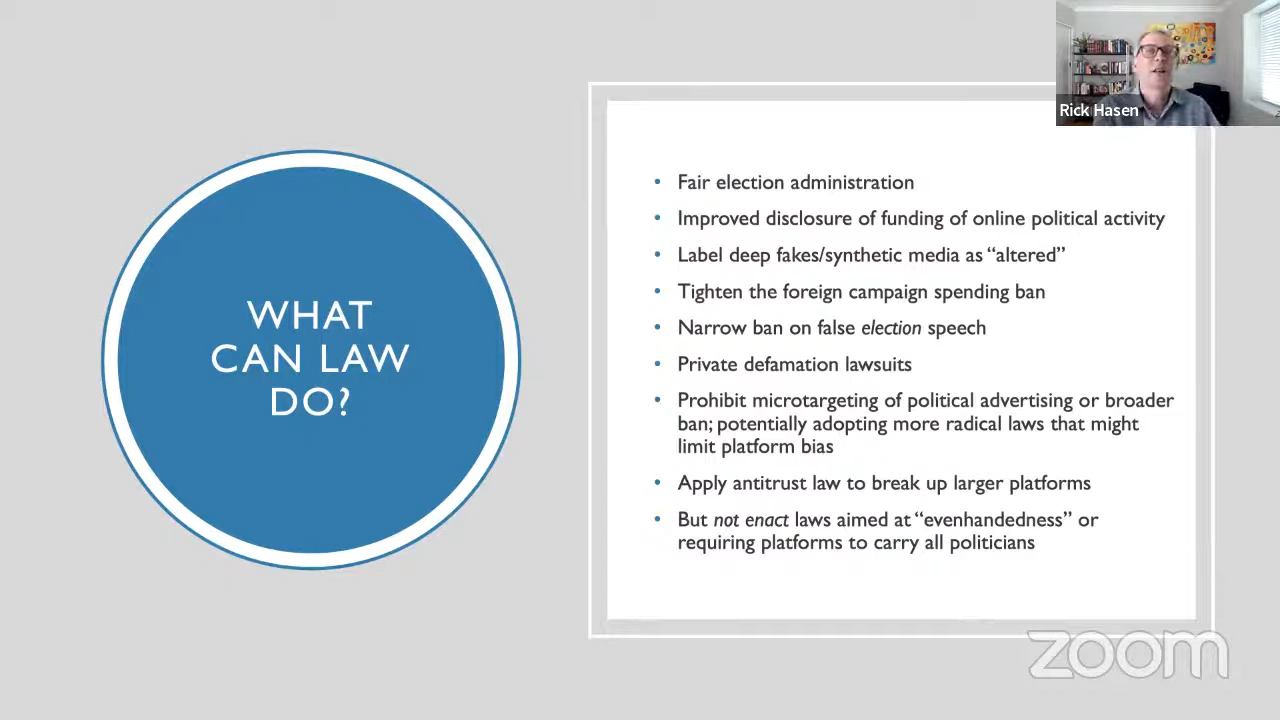 Rick Hasen
WHAT
CAN LAW
DO?
• Fair election administration
• Improved disclosure of funding of online political activity
• Label deep fakes/synthetic media as “altered”
• Tighten the foreign campaign spending ban
• Narrow ban on false election speech
• Private defamation lawsuits
• Prohibit microtargeting of political advertising or broader
ban; potentially adopting more radical laws that might
limit platform bias
• Apply antitrust law to break up larger platforms
• But not enact laws aimed at “evenhandedness” or
requiring platforms to carry all politicians
zoom